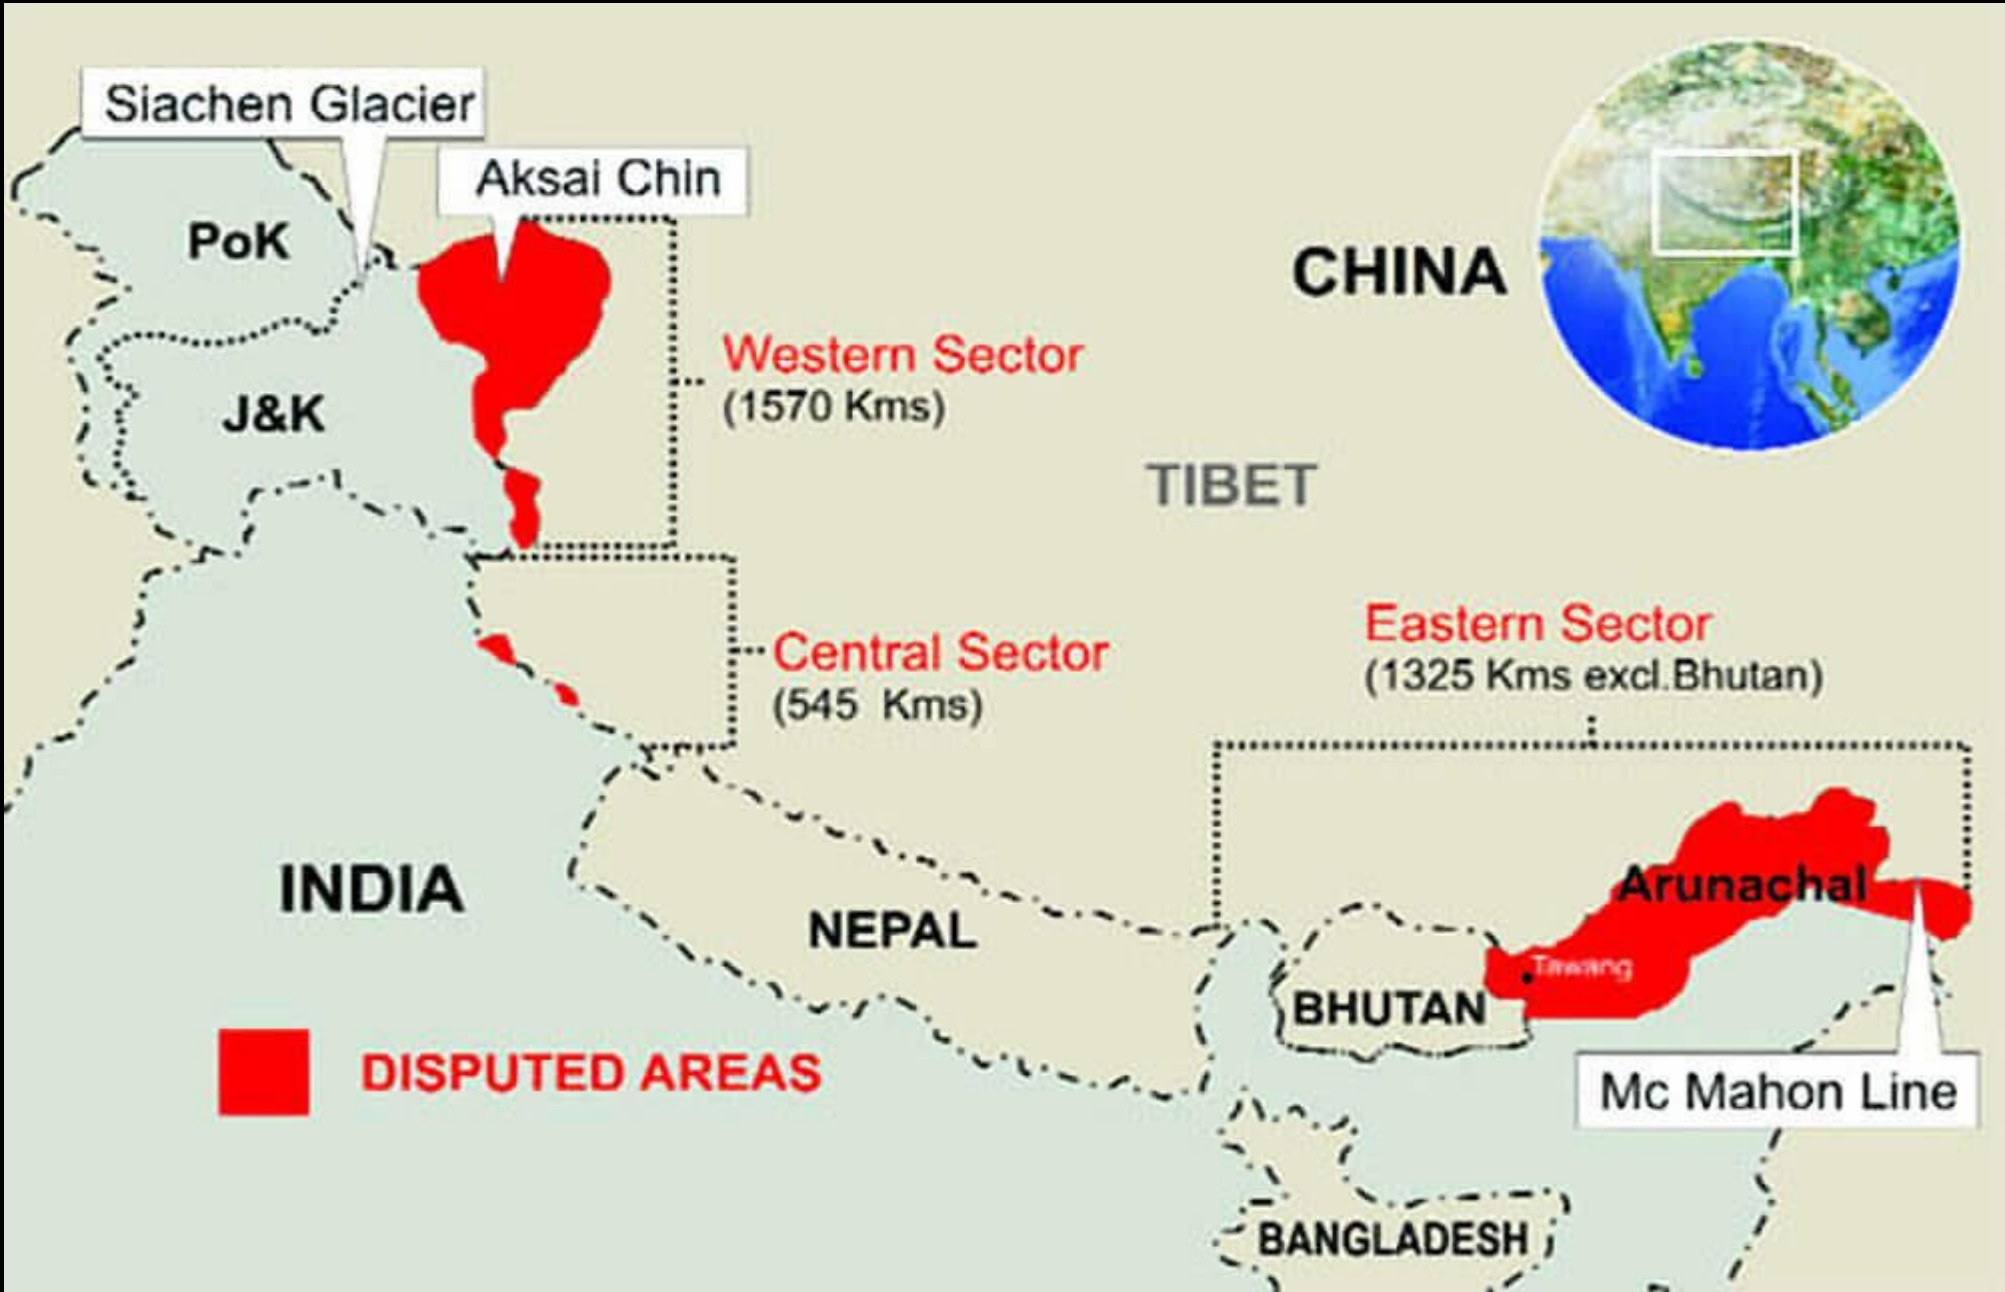 Siachen Glacier
Aksai Chin
PoK
CHINA
Western Sector
(1570 Kms)
J&K
TIBET
Eastern Sector
(1325 Kms excl.Bhutan)
Central Sector
(545 Kms)
INDIA
Arunachal
NEPAL
Tawang
BHUTAN
DISPUTED AREAS
Mc Mahon Line
BANGLADESH